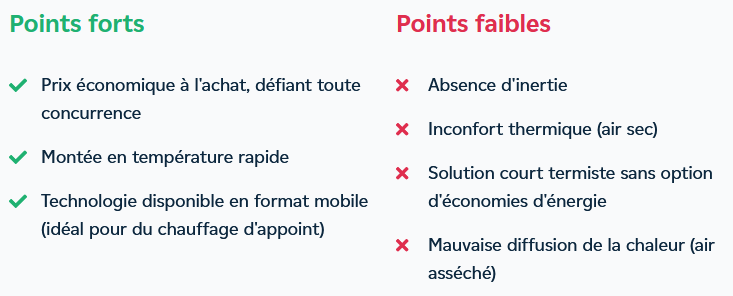 Points forts
Prix économique à l'achat, défiant toute
concurrence
Montée en température rapide
Technologie disponible en format mobile
(idéal pour du chauffage d'appoint)
Points faibles
Absence d'inertie
Inconfort thermique (air sec)
Solution court termiste sans option
d'économies d'énergie
Mauvaise diffusion de la chaleur (air
asséché)